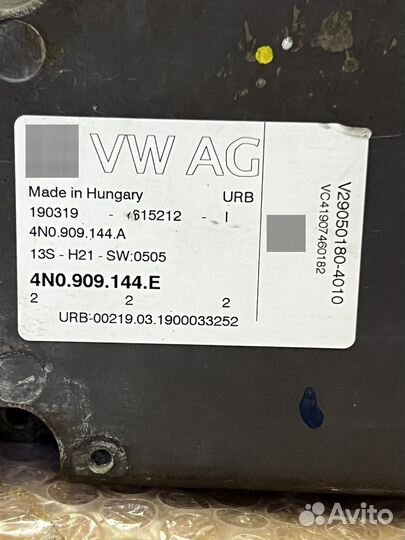 VW AG
Made in Hungary URB
190319 - 615212 - I
4N0.909.144.A
13S - H21 - SW:0505
4N0.909.144.E
2 2 2
URB-00219.03.1900033252
V29050180-4010
VC41907460182
Avito